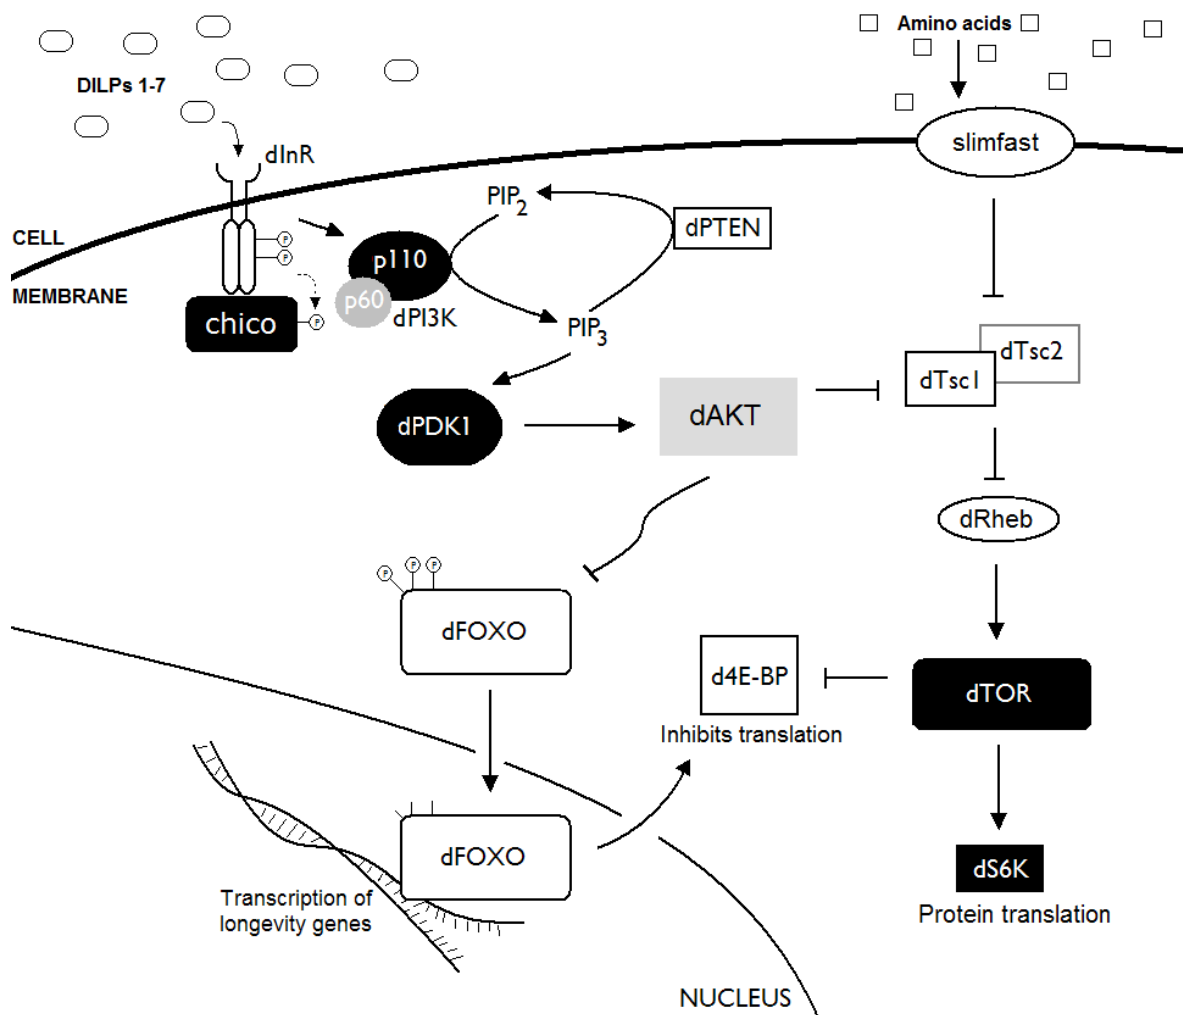 Amino acids
DILPs 1-7
slimfast
dInR
PIP2
dPTEN
CELL
MEMBRANE
P
P
p110
p60
dPI3K
chico
P
PIP3
dTsc2
dTsc1
dPDK1
dAKT
dRheb
P
P
P
dFOXO
d4E-BP
Inhibits translation
dTOR
dFOXO
dS6K
Protein translation
Transcription of
longevity genes
NUCLEUS